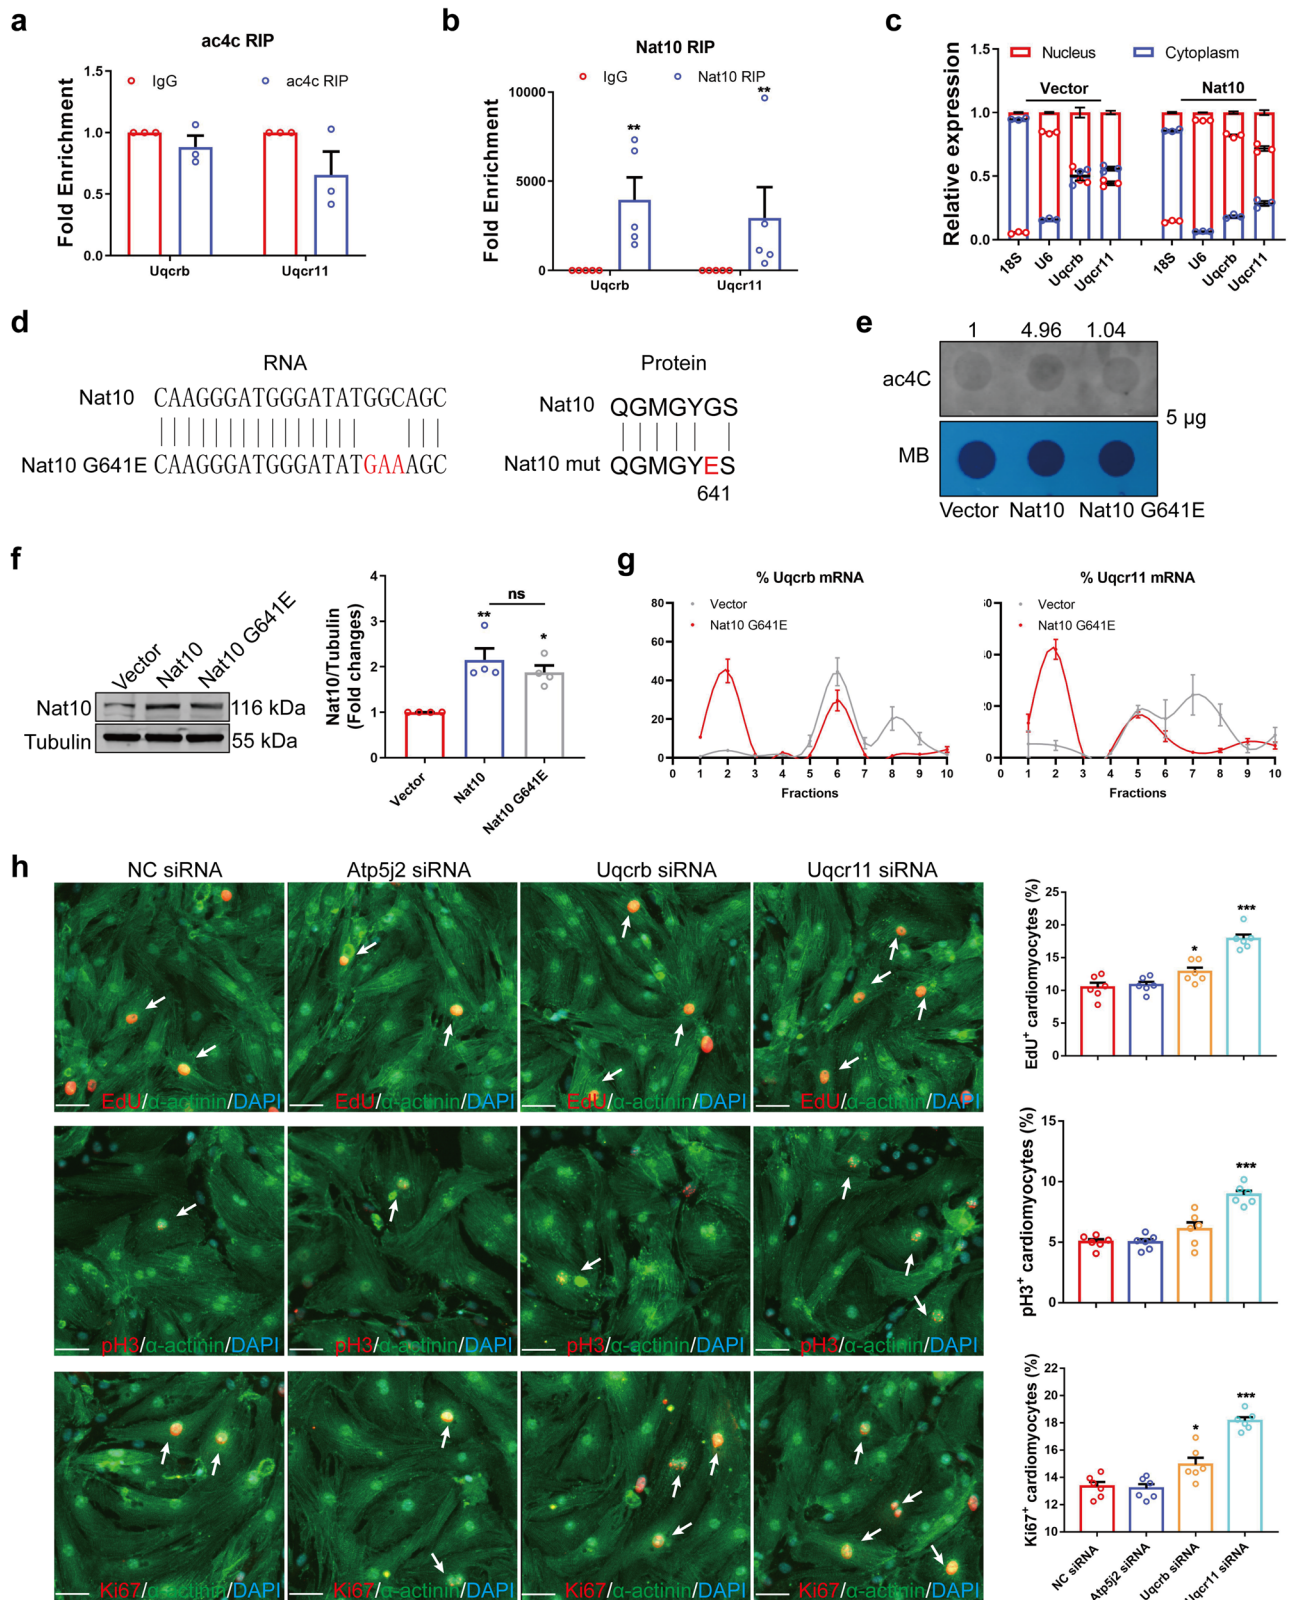 a
ac4c RIP
IgG
ac4c RIP
Fold Enrichment
1.5
1.0
0.5
0.0
Uqcrb
Uqcr11
b
Nat10 RIP
IgG
Nat10 RIP
Fold Enrichment
10000
5000
0
**
**
Uqcrb
Uqcr11
c
Nucleus
Cytoplasm
Vector
Nat10
Relative expression
1.5
1.0
0.5
0.0
18S
U6
Uqcrb
Uqcr11
18S
U6
Uqcrb
Uqcr11
d
RNA
Nat10 CAAGGGATGGGATATGGCAGC
Nat10 G641E CAAGGGATGGGATATGAAAGC
Protein
Nat10 QGMGYGS
Nat10 mut QGMGYES
641
e
1 4.96 1.04
ac4C
5 µg
MB
Vector Nat10 Nat10 G641E
f
Vector
Nat10
Nat10 G641E
Nat10 116 kDa
Tubulin 55 kDa
Nat10/Tubulin
(Fold changes)
4
3
2
1
0
**
ns
*
Vector
Nat10
Nat10 G641E
g
% Uqcrb mRNA
Vector
Nat10 G641E
80
60
40
20
0
0 1 2 3 4 5 6 7 8 9 10
Fractions
% Uqcr11 mRNA
Vector
Nat10 G641E
60
40
20
0
0 1 2 3 4 5 6 7 8 9 10
Fractions
h
NC siRNA
Atp5j2 siRNA
Uqcrb siRNA
Uqcr11 siRNA
EdU/α-actinin/DAPI
EdU/α-actinin/DAPI
EdU/α-actinin/DAPI
EdU/α-actinin/DAPI
EdU+ cardiomyocytes (%)
25
20
15
10
5
0
*
***
pH3/α-actinin/DAPI
pH3/α-actinin/DAPI
pH3/α-actinin/DAPI
pH3/α-actinin/DAPI
pH3+ cardiomyocytes (%)
15
10
5
0
***
Ki67/α-actinin/DAPI
Ki67/α-actinin/DAPI
Ki67/α-actinin/DAPI
Ki67/α-actinin/DAPI
Ki67+ cardiomyocytes (%)
22
20
18
16
14
12
10
*
***
NC siRNA
Atp5j2 siRNA
Uqcrb siRNA
Uqcr11 siRNA